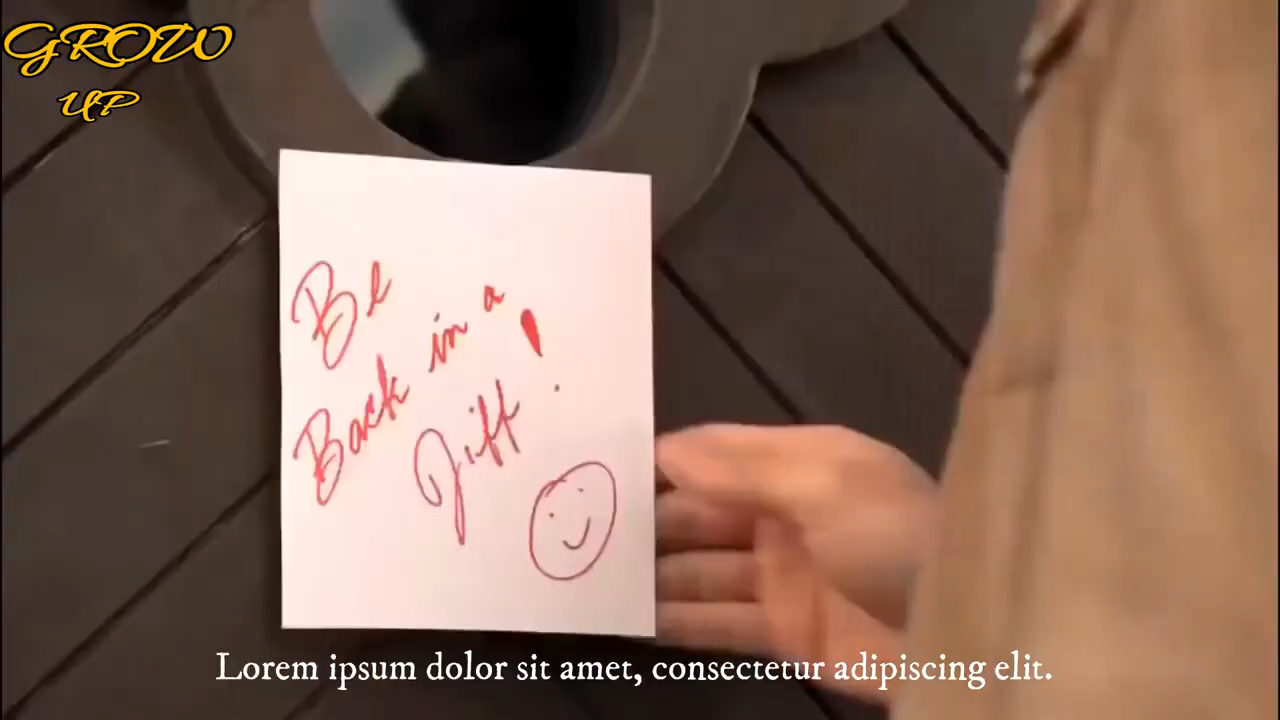 GROW
UP
Be
Back in a
Jiff!
Lorem ipsum dolor sit amet, consectetur adipiscing elit.